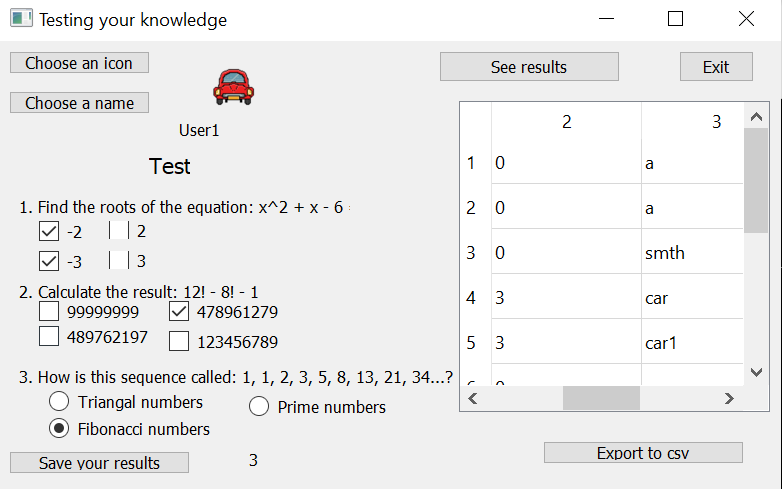 Testing your knowledge
Choose an icon
See results
Exit
Choose a name
User1
Test
1. Find the roots of the equation: x^2 + x - 6
-2
2
-3
3
2. Calculate the result: 12! - 8! - 1
99999999
478961279
489762197
123456789
3. How is this sequence called: 1, 1, 2, 3, 5, 8, 13, 21, 34...?
Triangal numbers
Prime numbers
Fibonacci numbers
Save your results
3
2 3
1 0 a
2 0 a
3 0 smth
4 3 car
5 3 car1
Export to csv